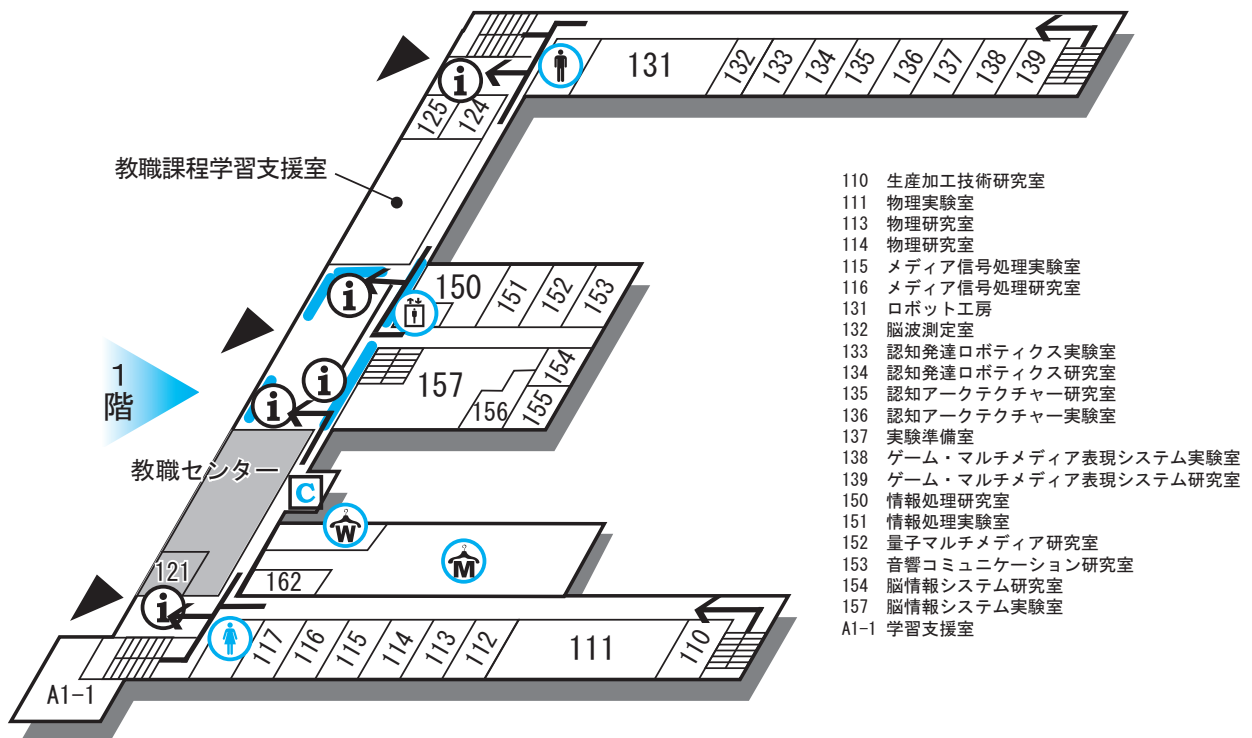 131
132
133
134
135
136
137
138
139
i
125
124
教職課程学習支援室
i
150
151
152
153
i
i
157
154
155
156
1
階
教職センター
C
W
M
121
162
i
117
116
115
114
113
112
111
110
A1-1
110 生産加工技術研究室
111 物理実験室
113 物理研究室
114 物理研究室
115 メディア信号処理実験室
116 メディア信号処理研究室
131 ロボット工房
132 脳波測定室
133 認知発達ロボティクス実験室
134 認知発達ロボティクス研究室
135 認知アークテクチャー研究室
136 認知アークテクチャー実験室
137 実験準備室
138 ゲーム・マルチメディア表現システム実験室
139 ゲーム・マルチメディア表現システム研究室
150 情報処理研究室
151 情報処理実験室
152 量子マルチメディア研究室
153 音響コミュニケーション研究室
154 脳情報システム研究室
157 脳情報システム実験室
A1-1 学習支援室